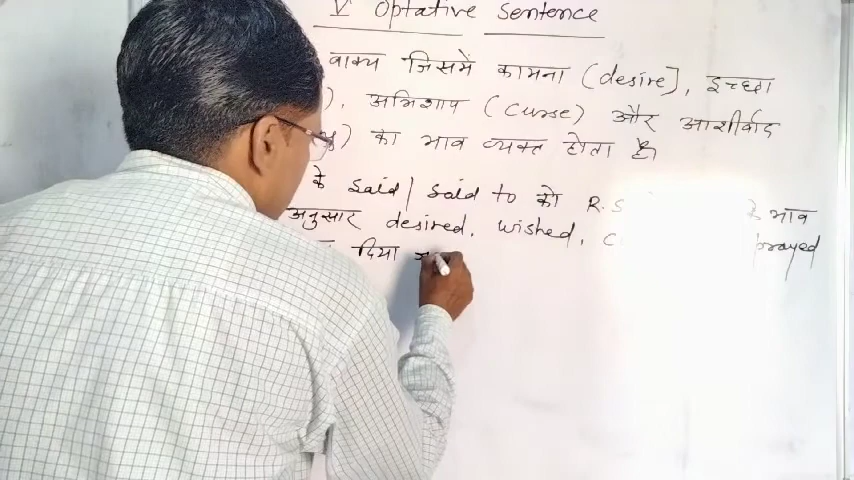 V Optative Sentence
वाक्य जिसमें कामना (desire), इच्छा
), अभिशाप (curse) और आशीर्वाद
) का भाव व्यक्त होता है
के said / said to को R.S के भाव
अनुसार desired, wished, c prayed
दिया